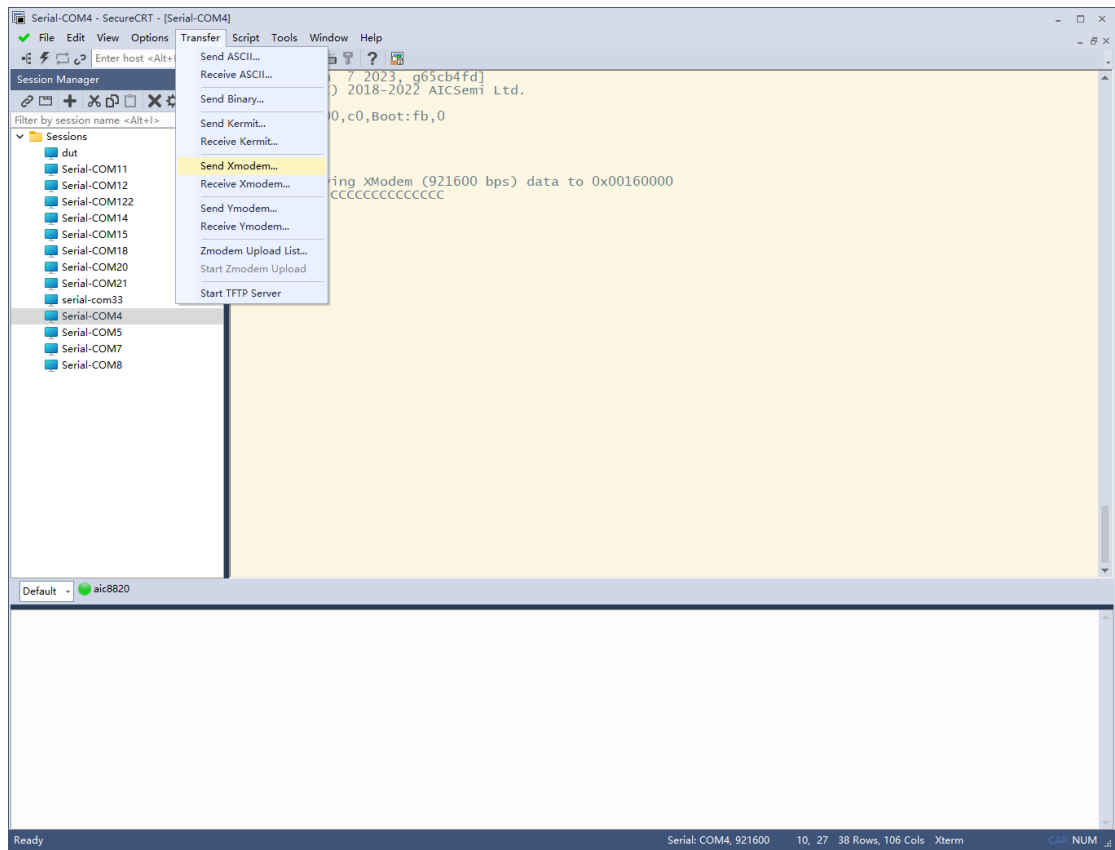 Serial-COM4 - SecureCRT - [Serial-COM4]
File Edit View Options Transfer Script Tools Window Help
Enter host <Alt+
Session Manager
Filter by session name <Alt+I>
Sessions
dut
Serial-COM11
Serial-COM12
Serial-COM122
Serial-COM14
Serial-COM15
Serial-COM18
Serial-COM20
Serial-COM21
serial-com33
Serial-COM4
Serial-COM5
Serial-COM7
Serial-COM8
Send ASCII...
Receive ASCII...
Send Binary...
Send Kermit...
Receive Kermit...
Send Xmodem...
Receive Xmodem...
Send Ymodem...
Receive Ymodem...
Zmodem Upload List...
Start Zmodem Upload
Start TFTP Server
7 2023, g65cb4fd]
) 2018-2022 AICSemi Ltd.
0,c0,Boot:fb,0
ing XModem (921600 bps) data to 0x00160000
CCCCCCCCCCCCCCC
Default aic8820
Ready Serial: COM4, 921600 10, 27 38 Rows, 106 Cols Xterm CAP NUM